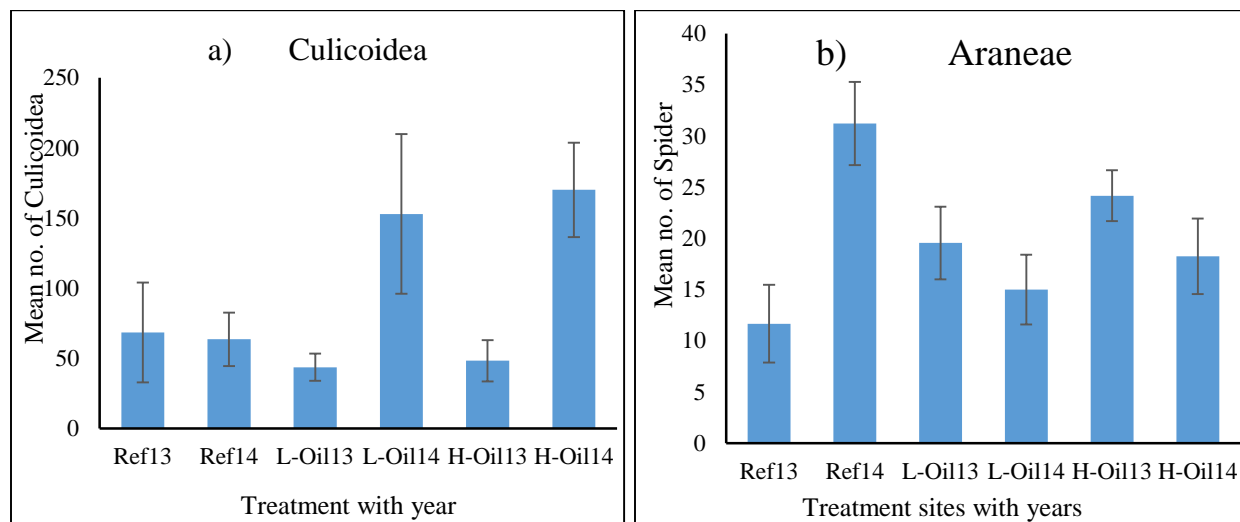 a) Culicoidea
Mean no. of Culicoidea
250
200
150
100
50
0
Ref13 Ref14 L-Oil13 L-Oil14 H-Oil13 H-Oil14
Treatment with year
b) Araneae
Mean no. of Spider
40
35
30
25
20
15
10
5
0
Ref13 Ref14 L-Oil13 L-Oil14 H-Oil13 H-Oil14
Treatment sites with years